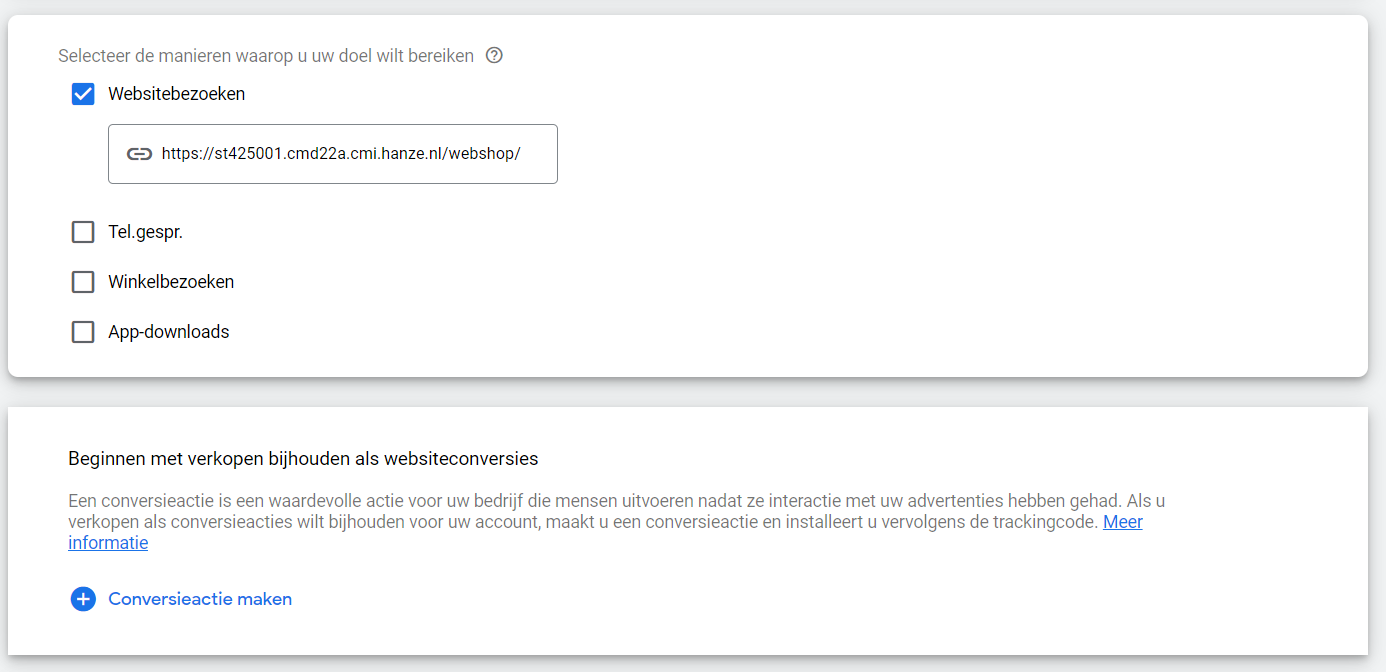 Selecteer de manieren waarop u uw doel wilt bereiken
Websitebezoeken
https://st425001.cmd22a.cmi.hanze.nl/webshop/
Tel.gespr.
Winkelbezoeken
App-downloads
Beginnen met verkopen bijhouden als websiteconversies
Een conversieactie is een waardevolle actie voor uw bedrijf die mensen uitvoeren nadat ze interactie met uw advertenties hebben gehad. Als u
verkopen als conversieacties wilt bijhouden voor uw account, maakt u een conversieactie en installeert u vervolgens de trackingcode. Meer
informatie
Conversieactie maken